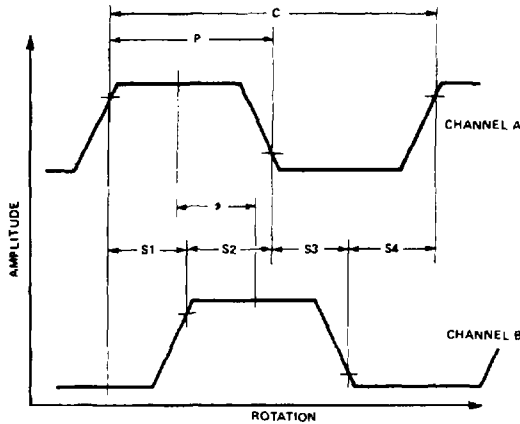 C
P
CHANNEL A
S1 S2 S3 S4
AMPLITUDE
CHANNEL B
ROTATION